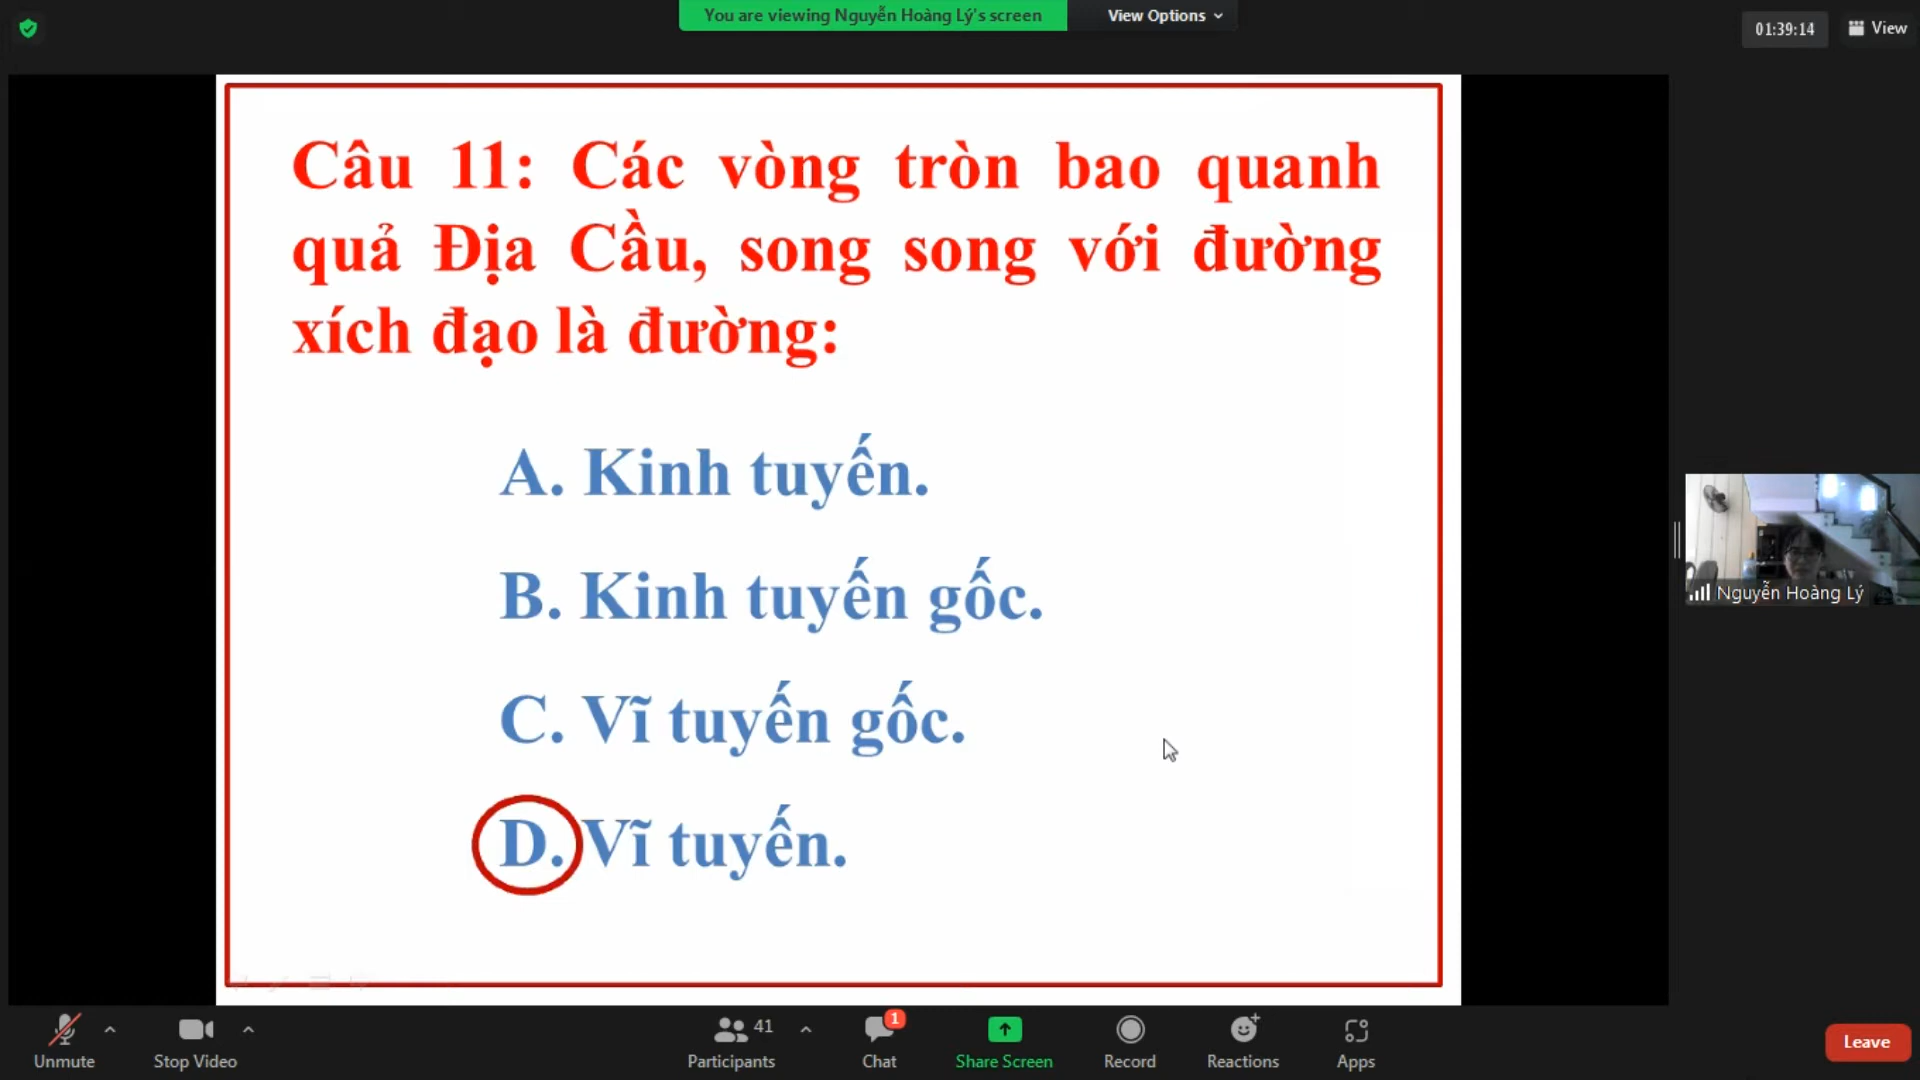 You are viewing Nguyễn Hoàng Lý's screen
View Options
01:39:14
View
Câu 11: Các vòng tròn bao quanh
quả Địa Cầu, song song với đường
xích đạo là đường:
A. Kinh tuyến.
B. Kinh tuyến gốc.
C. Vĩ tuyến gốc.
D. Vĩ tuyến.
Nguyễn Hoàng Lý
Unmute
Stop Video
41
Participants
1
Chat
Share Screen
Record
Reactions
Apps
Leave